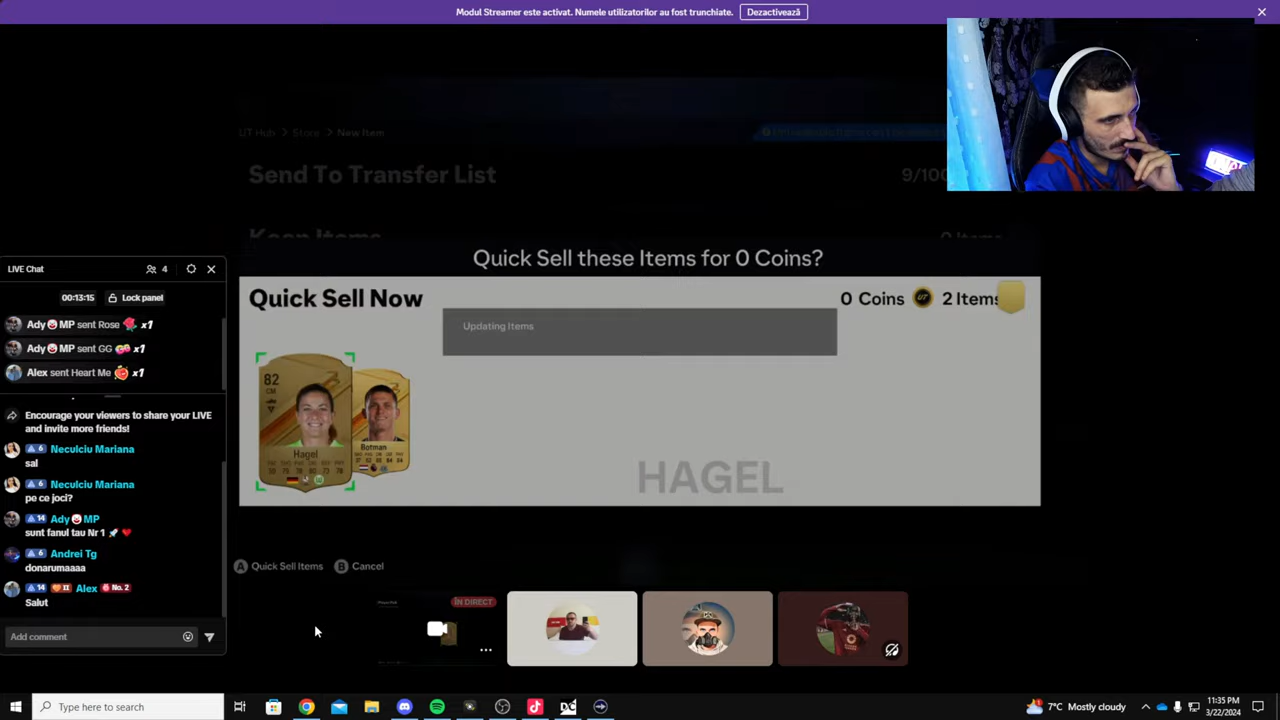 Modul Streamer este activat. Numele utilizatorilor au fost trunchiate. Dezactivează
UT Hub > Story > New Item
Send To Transfer List
9/100
Keep Items
0 Items
Quick Sell these Items for 0 Coins?
Quick Sell Now
0 Coins UT 2 Items
Updating Items
82
CM
Hagel
Botman
HAGEL
A Quick Sell Items B Cancel
ÎN DIRECT
LIVE Chat 4
00:13:15 Lock panel
Ady MP sent Rose x1
Ady MP sent GG x1
Alex sent Heart Me x1
Encourage your viewers to share your LIVE
and invite more friends!
6 Neculciu Mariana
sal
6 Neculciu Mariana
pe ce joci?
14 Ady MP
sunt fanul tau Nr 1
6 Andrei Tg
donarumaaaa
14 II Alex No. 2
Salut
Add comment
Type here to search
7°C Mostly cloudy
11:35 PM
3/22/2024